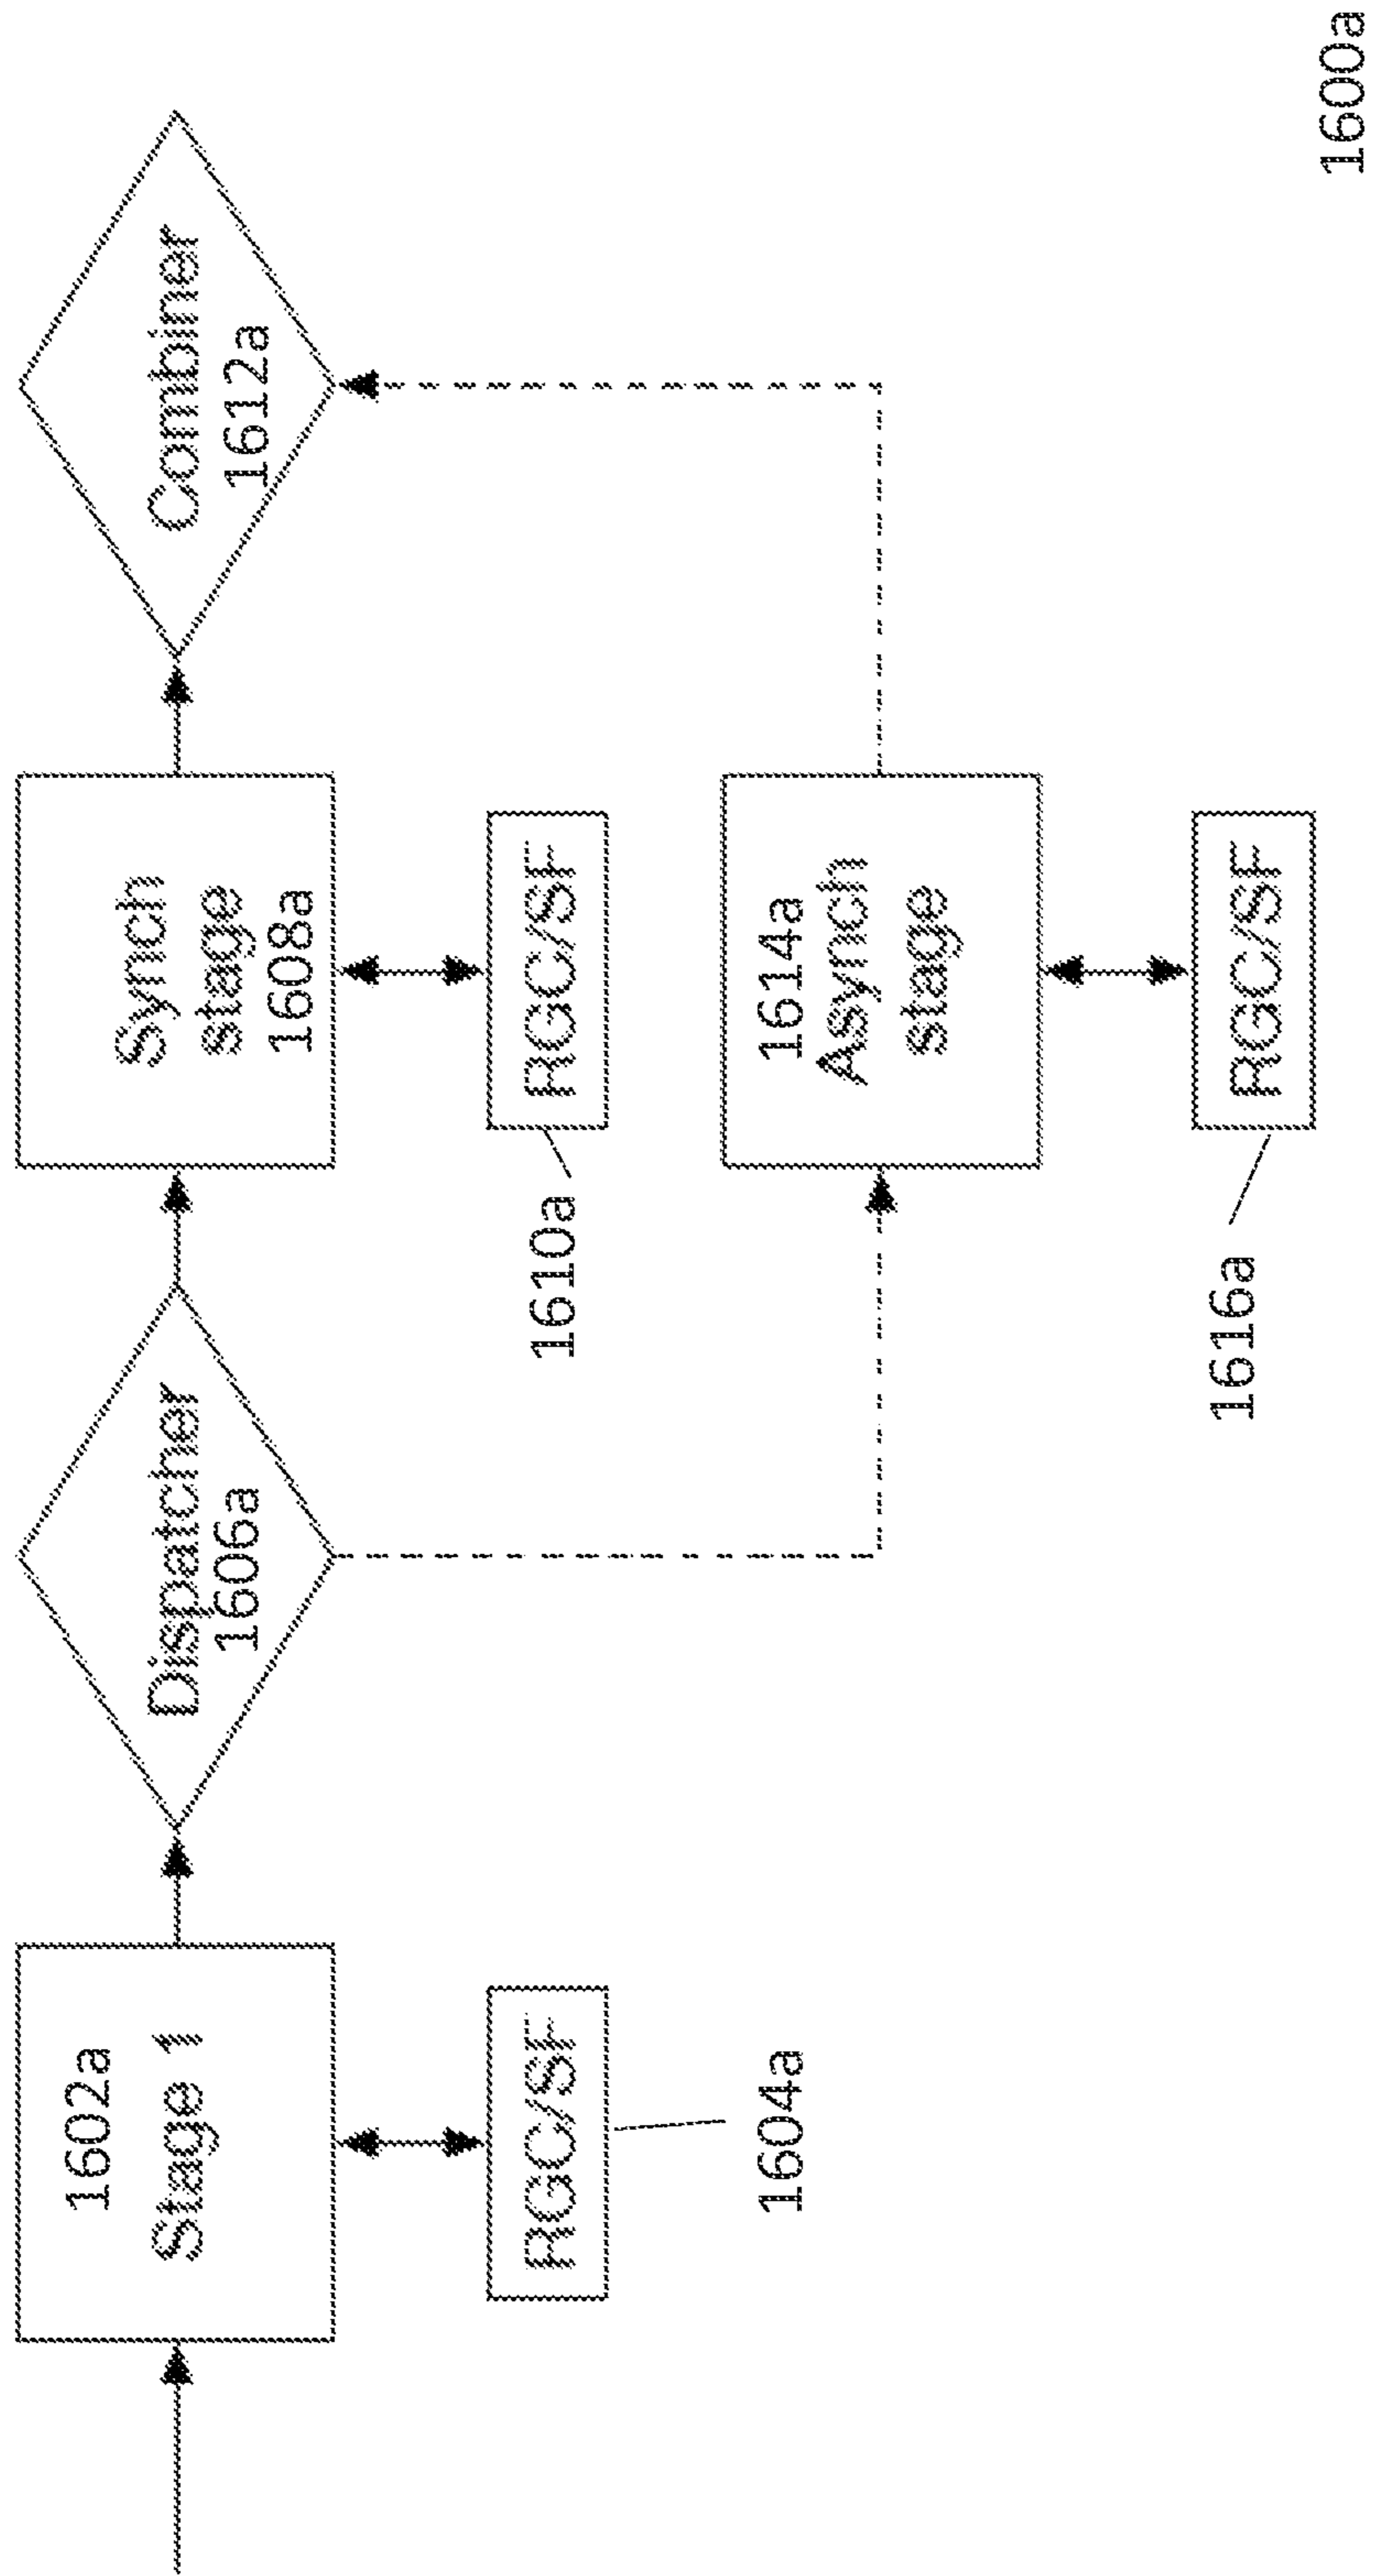 1602a
Stage 1
RGC/SF
1604a
Dispatcher
1606a
Synch
stage
1608a
RGC/SF
1610a
1614a
Asynch
stage
RGC/SF
1616a
Combiner
1612a
1600a